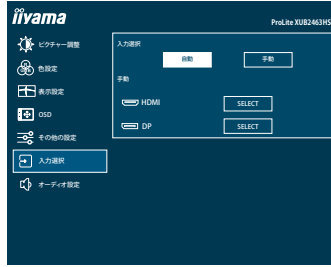 iiyama
ProLite XUB2463HS
ピクチャー調整
色設定
表示設定
OSD
その他の設定
入力選択
オーディオ設定
入力選択
自動 手動
手動
HDMI SELECT
DP SELECT